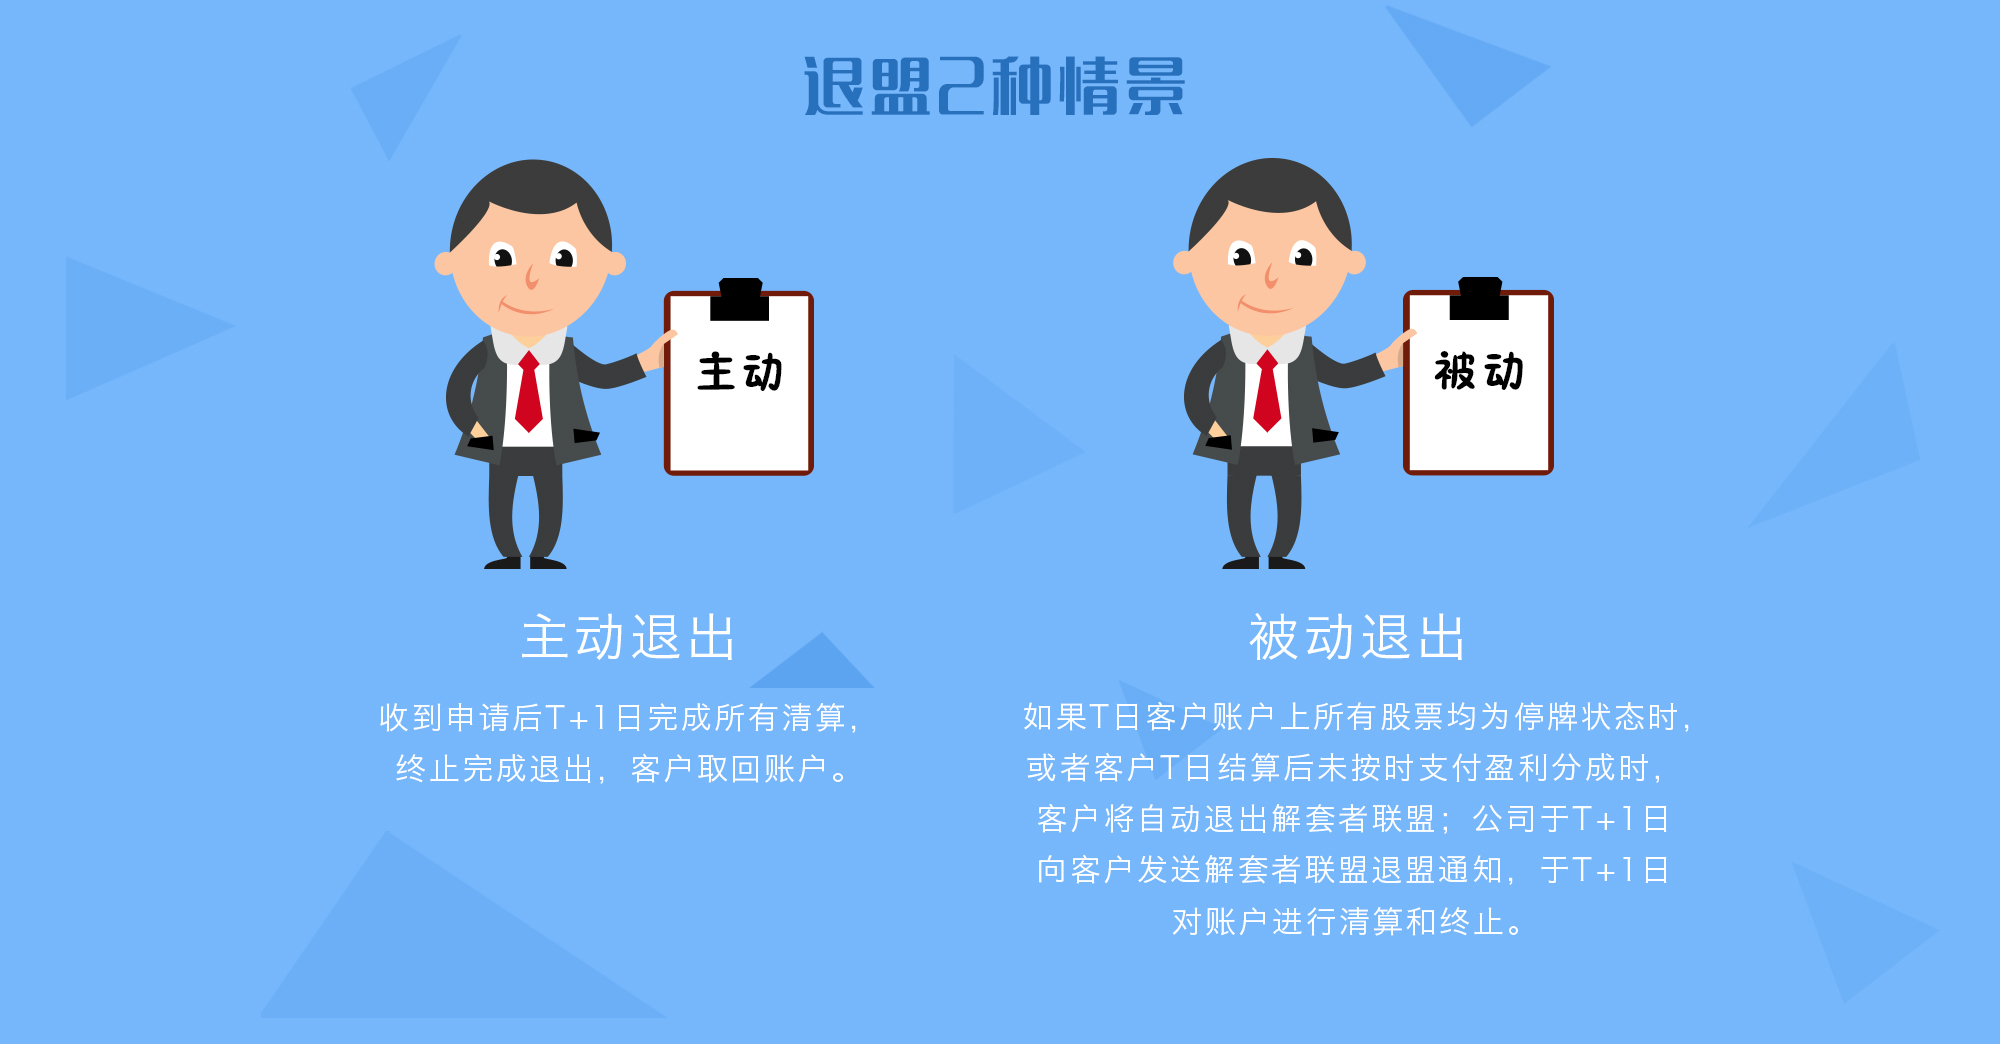 退盟2种情景
主动
被动
主动退出
收到申请后T+1日完成所有清算，
终止完成退出，客户取回账户。
被动退出
如果T日客户账户上所有股票均为停牌状态时，
或者客户T日结算后未按时支付盈利分成时，
客户将自动退出解套者联盟；公司于T+1日
向客户发送解套者联盟退盟通知，于T+1日
对账户进行清算和终止。